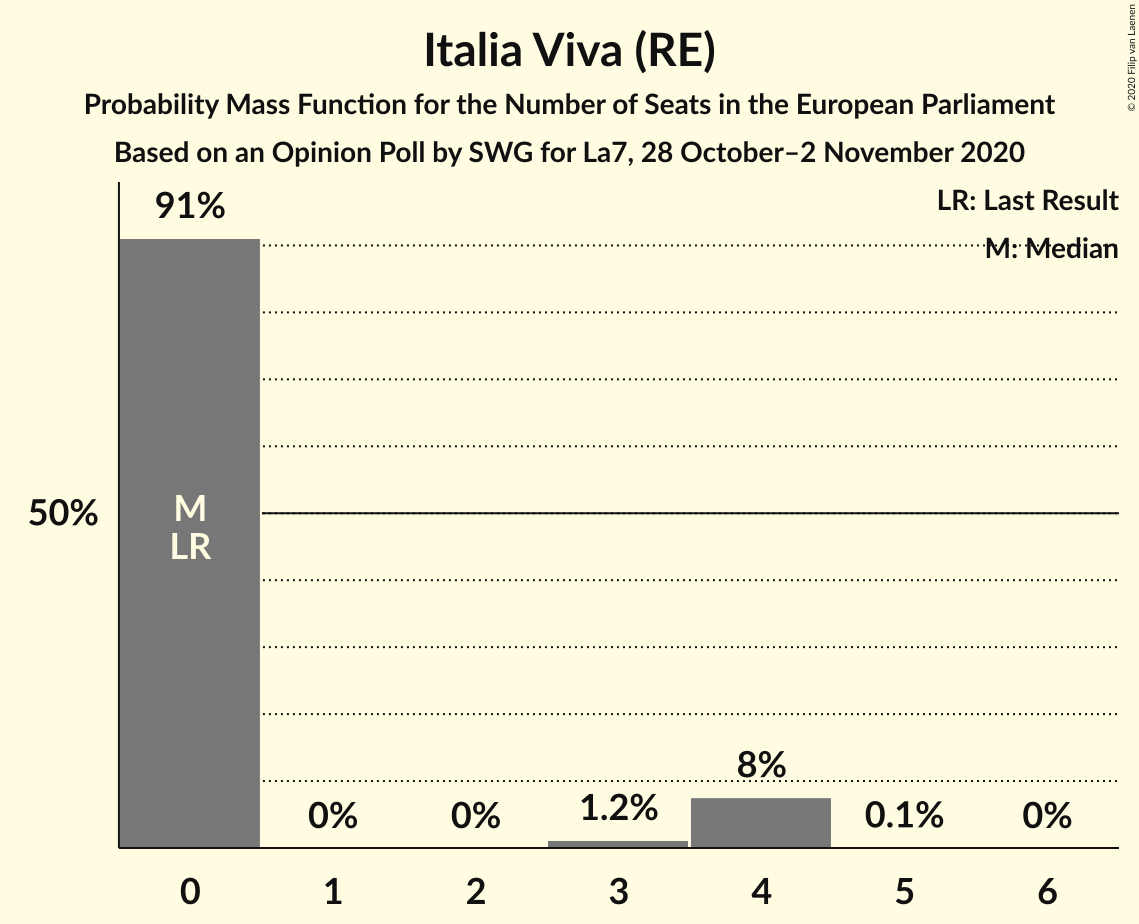 Italia Viva (RE)
Probability Mass Function for the Number of Seats in the European Parliament
Based on an Opinion Poll by SWG for La7, 28 October–2 November 2020
© 2020 Filip van Laenen
LR: Last Result
M: Median
91%
50%
M
LR
0%
0%
1.2%
8%
0.1%
0%
0
1
2
3
4
5
6